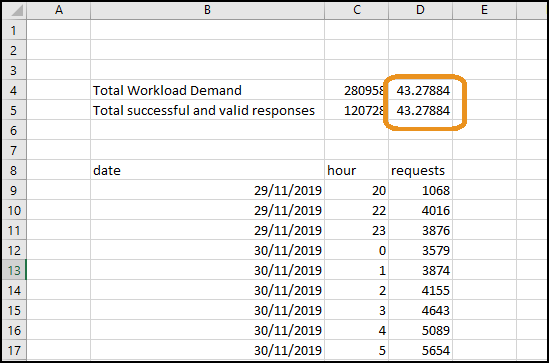 A B C D E
1
2
3
4 Total Workload Demand 280958 43.27884
5 Total successful and valid responses 120728 43.27884
6
7
8 date hour requests
9 29/11/2019 20 1068
10 29/11/2019 22 4016
11 29/11/2019 23 3876
12 30/11/2019 0 3579
13 30/11/2019 1 3874
14 30/11/2019 2 4155
15 30/11/2019 3 4643
16 30/11/2019 4 5089
17 30/11/2019 5 5654